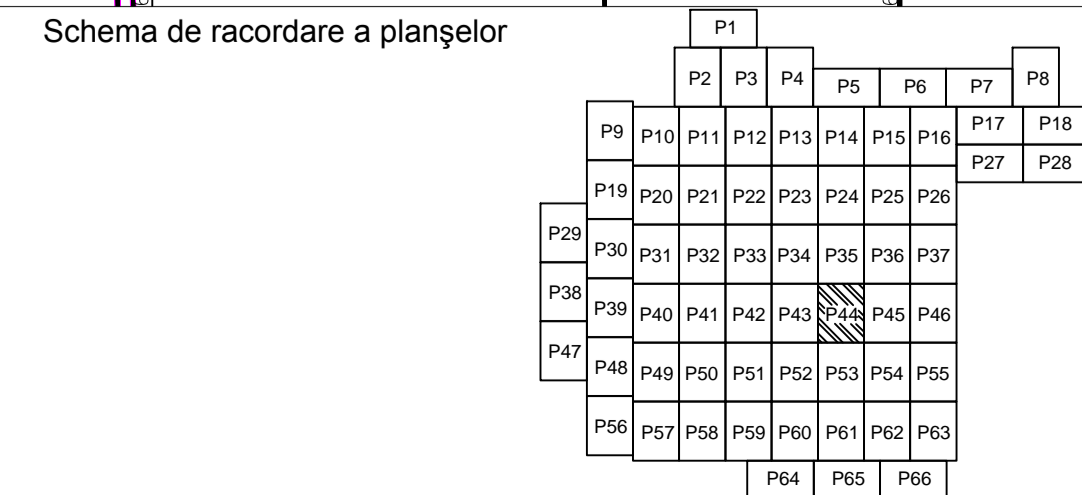 Schema de racordare a planşelor
P1
P2 P3 P4 P5 P6 P7 P8
P9 P10 P11 P12 P13 P14 P15 P16 P17 P18
P27 P28
P19 P20 P21 P22 P23 P24 P25 P26
P29 P30 P31 P32 P33 P34 P35 P36 P37
P38 P39 P40 P41 P42 P43 P44 P45 P46
P47 P48 P49 P50 P51 P52 P53 P54 P55
P56 P57 P58 P59 P60 P61 P62 P63
P64 P65 P66